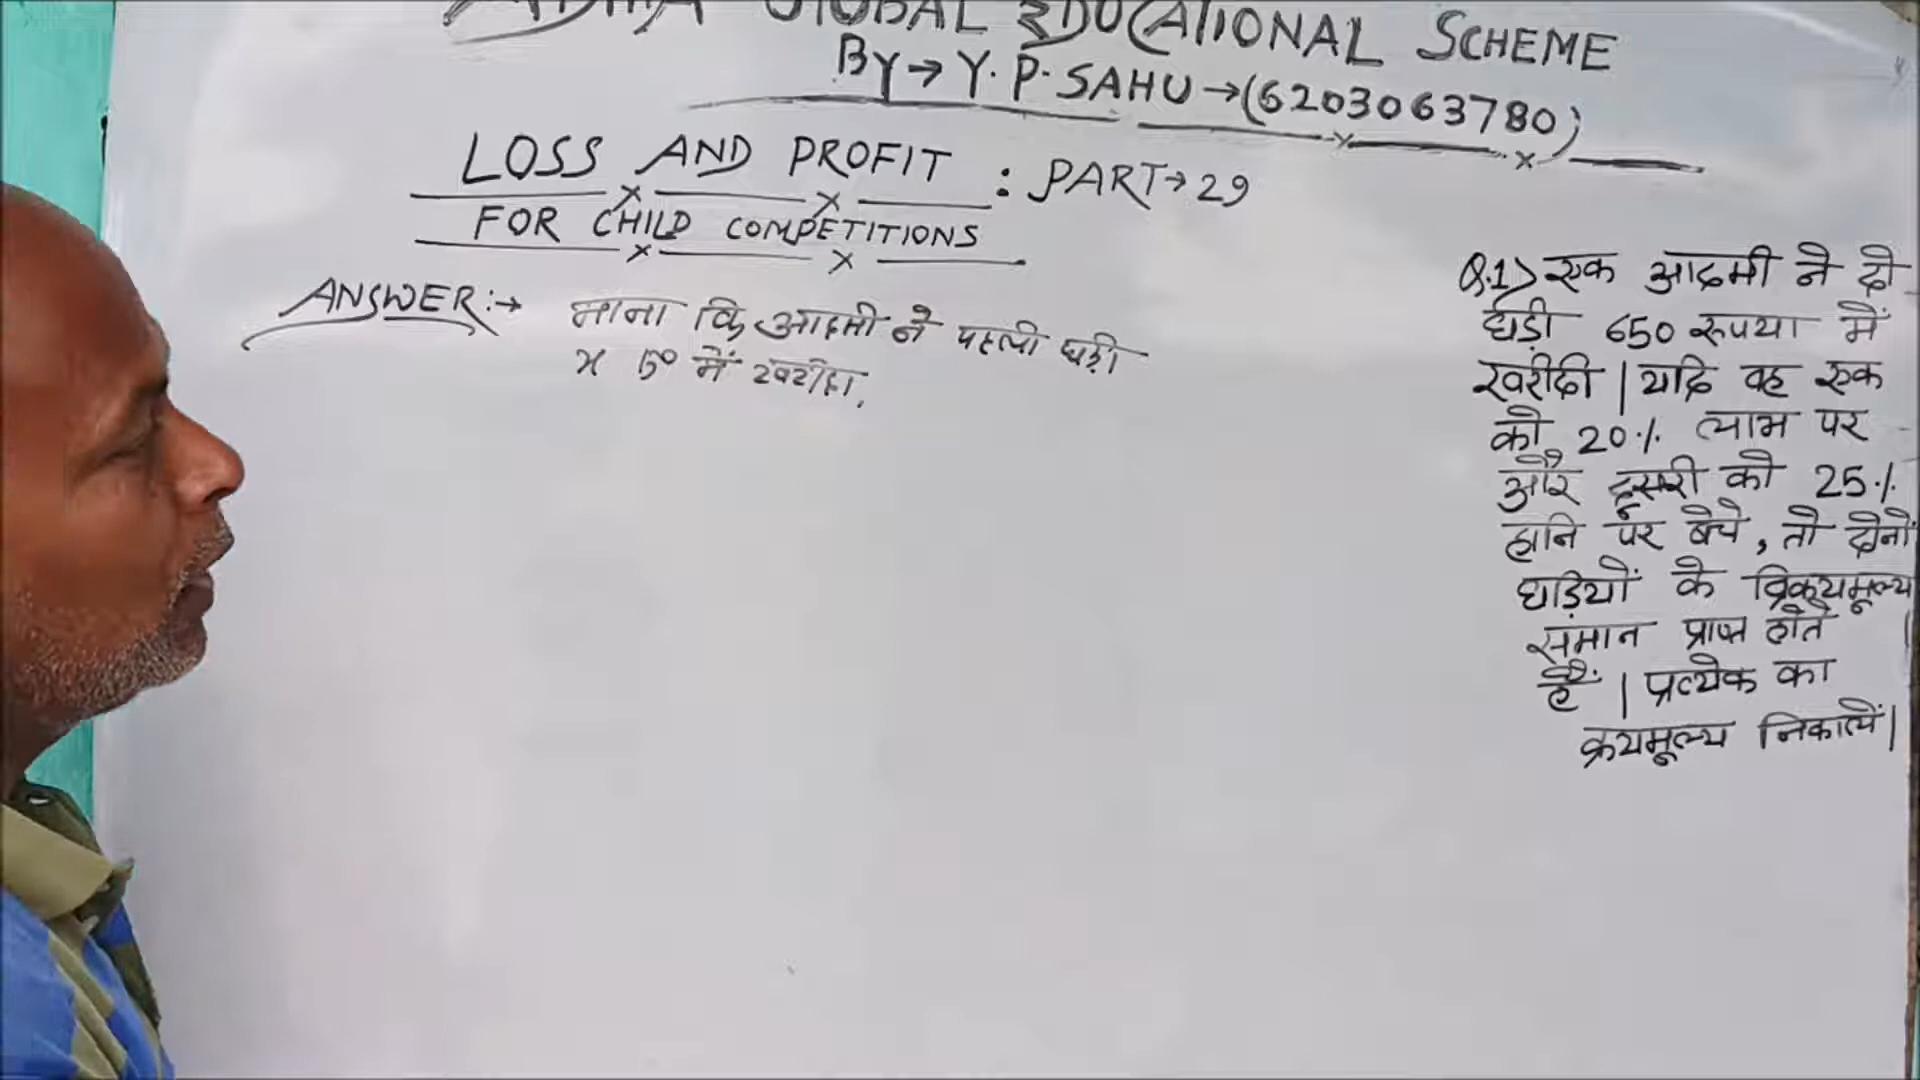 GLOBAL EDUCATIONAL SCHEME
BY→ Y. P. SAHU →(6203063780)
LOSS AND PROFIT : PART→29
FOR CHILD COMPETITIONS
ANSWER:→ माना कि आदमी ने पहली घड़ी
x रु० में खरीदा.
Q.1) एक आदमी ने दो
घड़ी 650 रूपया में
खरीदी | यदि वह एक
को 20% लाभ पर
और दूसरी को 25%
हानि पर बेचे, तो दोनों
घड़ियों के विक्रयमूल्य
समान प्राप्त होते
हैं | प्रत्येक का
क्रयमूल्य निकालें|